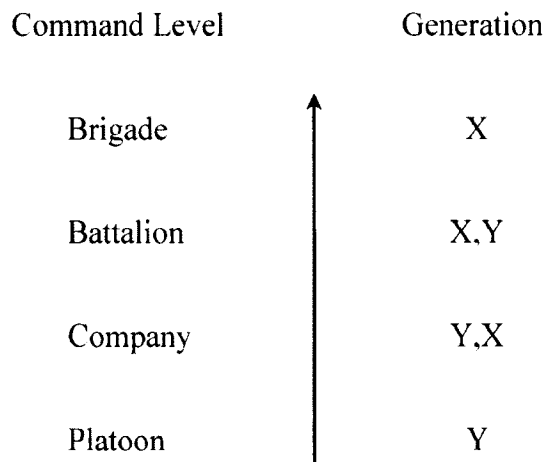 Command Level Generation
Brigade X
Battalion X,Y
Company Y,X
Platoon Y